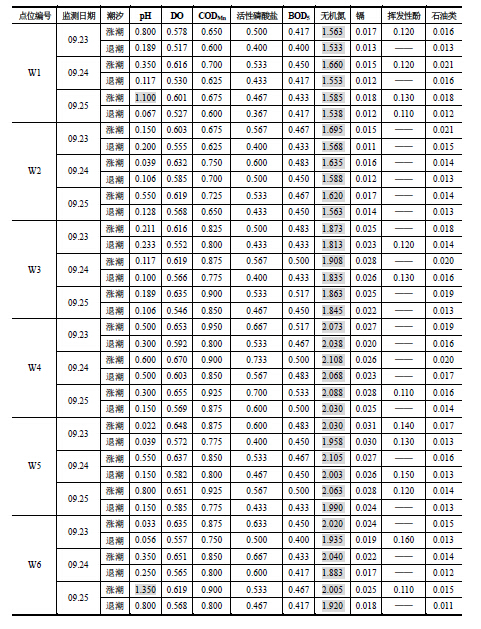 点位编号 监测日期 潮汐 pH DO CODMn 活性磷酸盐 BOD5 无机氮 镉 挥发性酚 石油类
W1 09.23 涨潮 0.800 0.578 0.650 0.500 0.417 1.563 0.017 0.120 0.016
退潮 0.189 0.517 0.600 0.400 0.400 1.533 0.013 —— 0.013
09.24 涨潮 0.350 0.616 0.700 0.533 0.450 1.660 0.015 0.120 0.021
退潮 0.117 0.530 0.625 0.433 0.417 1.553 0.012 —— 0.016
09.25 涨潮 1.100 0.601 0.675 0.467 0.433 1.585 0.018 0.130 0.018
退潮 0.067 0.527 0.600 0.367 0.417 1.538 0.012 0.110 0.012
W2 09.23 涨潮 0.150 0.603 0.675 0.567 0.467 1.695 0.015 —— 0.021
退潮 0.200 0.555 0.625 0.400 0.433 1.568 0.011 —— 0.015
09.24 涨潮 0.039 0.632 0.750 0.600 0.483 1.635 0.016 —— 0.014
退潮 0.106 0.585 0.700 0.500 0.450 1.588 0.012 —— 0.013
09.25 涨潮 0.550 0.619 0.725 0.533 0.467 1.620 0.017 —— 0.014
退潮 0.128 0.568 0.650 0.433 0.450 1.563 0.014 —— 0.013
W3 09.23 涨潮 0.211 0.616 0.825 0.500 0.483 1.873 0.025 —— 0.018
退潮 0.233 0.552 0.800 0.433 0.433 1.813 0.023 0.120 0.014
09.24 涨潮 0.117 0.619 0.875 0.567 0.500 1.908 0.028 —— 0.020
退潮 0.100 0.566 0.775 0.400 0.433 1.835 0.026 0.130 0.016
09.25 涨潮 0.189 0.635 0.900 0.533 0.517 1.863 0.025 —— 0.019
退潮 0.106 0.546 0.850 0.467 0.450 1.845 0.022 —— 0.013
W4 09.23 涨潮 0.500 0.653 0.950 0.667 0.517 2.073 0.027 —— 0.019
退潮 0.300 0.592 0.800 0.533 0.467 2.038 0.020 —— 0.016
09.24 涨潮 0.600 0.670 0.900 0.733 0.500 2.108 0.026 —— 0.020
退潮 0.500 0.603 0.850 0.567 0.483 2.068 0.023 —— 0.017
09.25 涨潮 0.300 0.655 0.925 0.700 0.533 2.088 0.028 0.110 0.016
退潮 0.150 0.569 0.875 0.600 0.500 2.030 0.025 —— 0.014
W5 09.23 涨潮 0.022 0.648 0.875 0.600 0.483 2.030 0.031 0.140 0.017
退潮 0.039 0.572 0.775 0.400 0.450 1.958 0.030 0.130 0.013
09.24 涨潮 0.550 0.637 0.850 0.533 0.467 2.105 0.027 —— 0.016
退潮 0.150 0.582 0.800 0.467 0.450 2.003 0.026 0.150 0.013
09.25 涨潮 0.800 0.651 0.925 0.567 0.500 2.063 0.028 0.120 0.014
退潮 0.150 0.585 0.775 0.433 0.433 1.990 0.024 —— 0.013
W6 09.23 涨潮 0.033 0.635 0.875 0.633 0.450 2.020 0.024 —— 0.015
退潮 0.056 0.557 0.750 0.500 0.400 1.935 0.019 0.160 0.013
09.24 涨潮 0.350 0.651 0.850 0.667 0.433 2.040 0.022 —— 0.014
退潮 0.250 0.565 0.800 0.600 0.417 1.883 0.017 —— 0.012
09.25 涨潮 1.350 0.619 0.900 0.533 0.467 2.005 0.025 0.110 0.015
退潮 0.800 0.568 0.800 0.467 0.417 1.920 0.018 —— 0.011